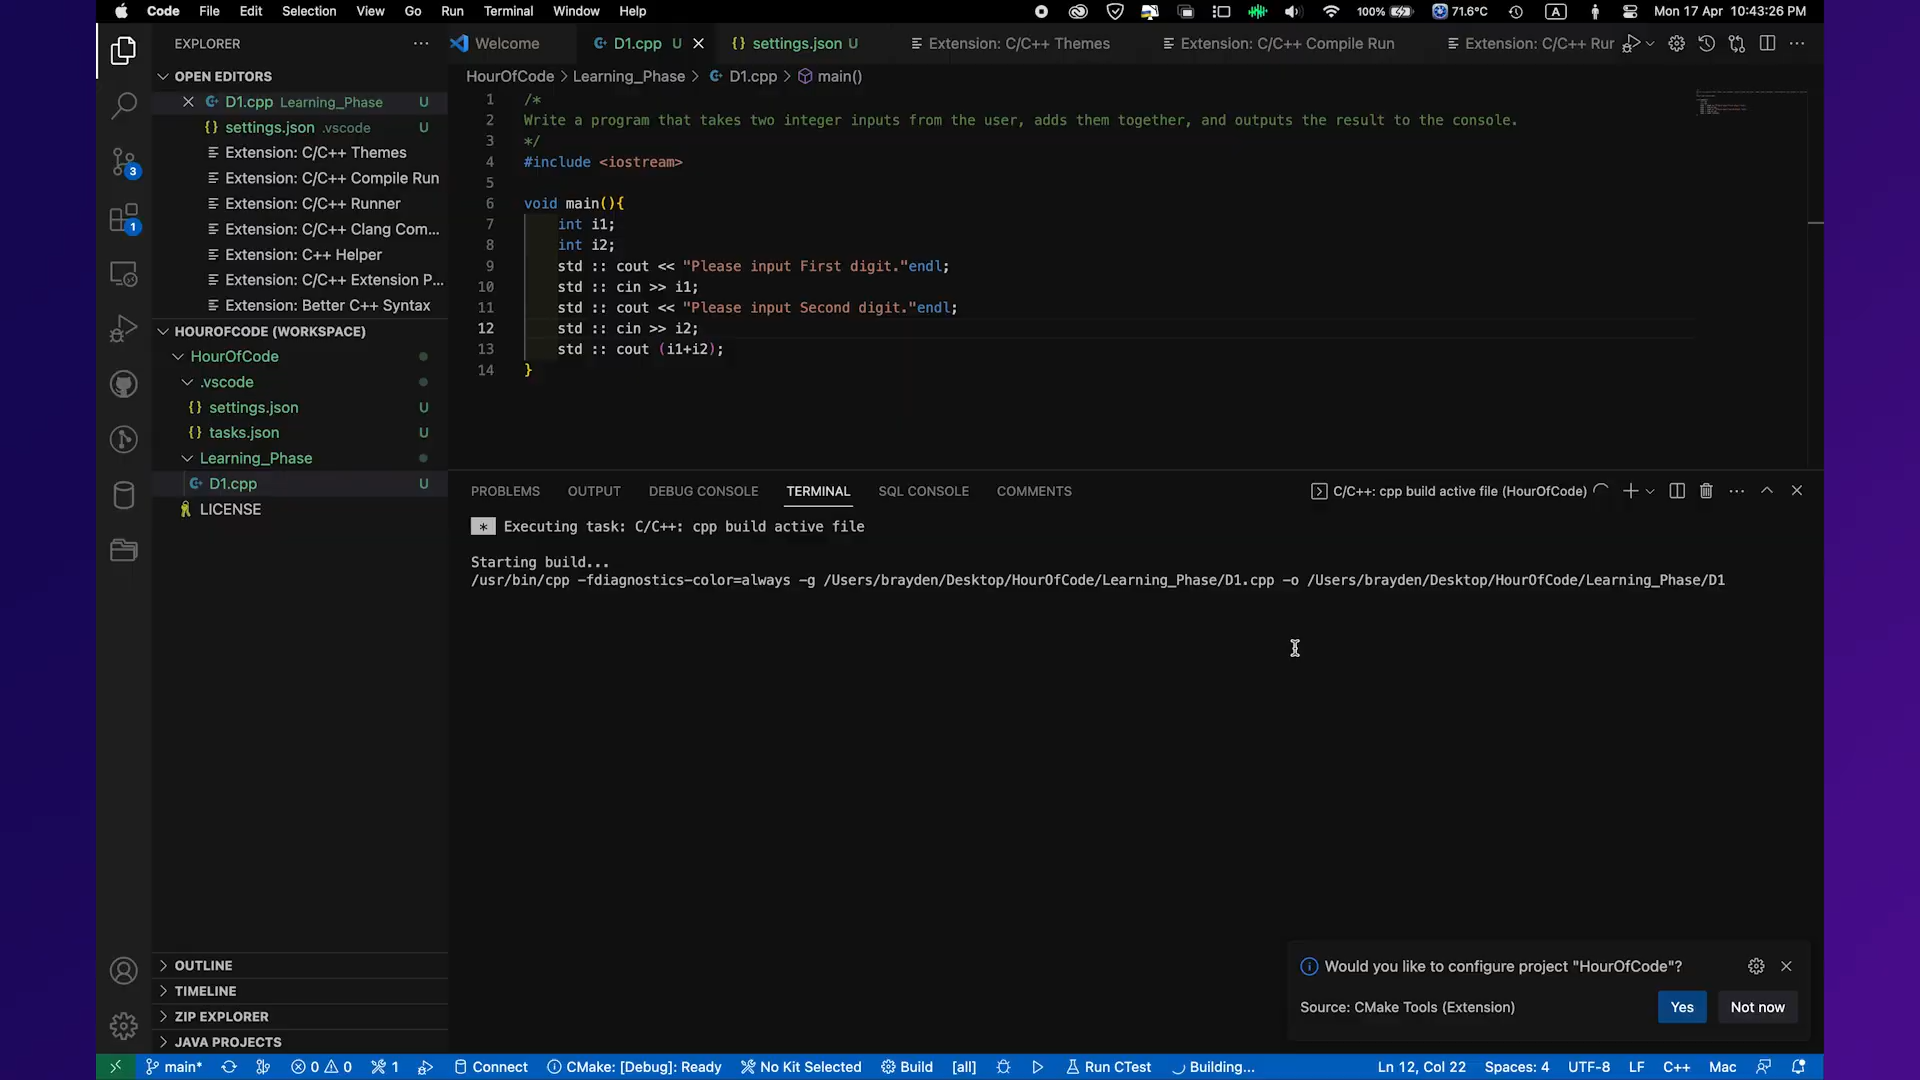 Code File Edit Selection View Go Run Terminal Window Help 100% 71.6°C A Mon 17 Apr 10:43:26 PM
EXPLORER
Welcome D1.cpp U settings.json U Extension: C/C++ Themes Extension: C/C++ Compile Run Extension: C/C++ Rur
OPEN EDITORS
D1.cpp Learning_Phase U
settings.json .vscode U
Extension: C/C++ Themes
Extension: C/C++ Compile Run
Extension: C/C++ Runner
Extension: C/C++ Clang Com...
Extension: C++ Helper
Extension: C/C++ Extension P...
Extension: Better C++ Syntax
HOUROFCODE (WORKSPACE)
HourOfCode
.vscode
settings.json U
tasks.json U
Learning_Phase
D1.cpp U
LICENSE
OUTLINE
TIMELINE
ZIP EXPLORER
JAVA PROJECTS
3
1
HourOfCode > Learning_Phase > D1.cpp > main()
1 /*
2 Write a program that takes two integer inputs from the user, adds them together, and outputs the result to the console.
3 */
4 #include <iostream>
5
6 void main(){
7 int i1;
8 int i2;
9 std :: cout << "Please input First digit."endl;
10 std :: cin >> i1;
11 std :: cout << "Please input Second digit."endl;
12 std :: cin >> i2;
13 std :: cout (i1+i2);
14 }
PROBLEMS OUTPUT DEBUG CONSOLE TERMINAL SQL CONSOLE COMMENTS C/C++: cpp build active file (HourOfCode)
* Executing task: C/C++: cpp build active file
Starting build...
/usr/bin/cpp -fdiagnostics-color=always -g /Users/brayden/Desktop/HourOfCode/Learning_Phase/D1.cpp -o /Users/brayden/Desktop/HourOfCode/Learning_Phase/D1
Would you like to configure project "HourOfCode"?
Source: CMake Tools (Extension) Yes Not now
main* 0 0 1 Connect CMake: [Debug]: Ready No Kit Selected Build [all] Run CTest Building... Ln 12, Col 22 Spaces: 4 UTF-8 LF C++ Mac